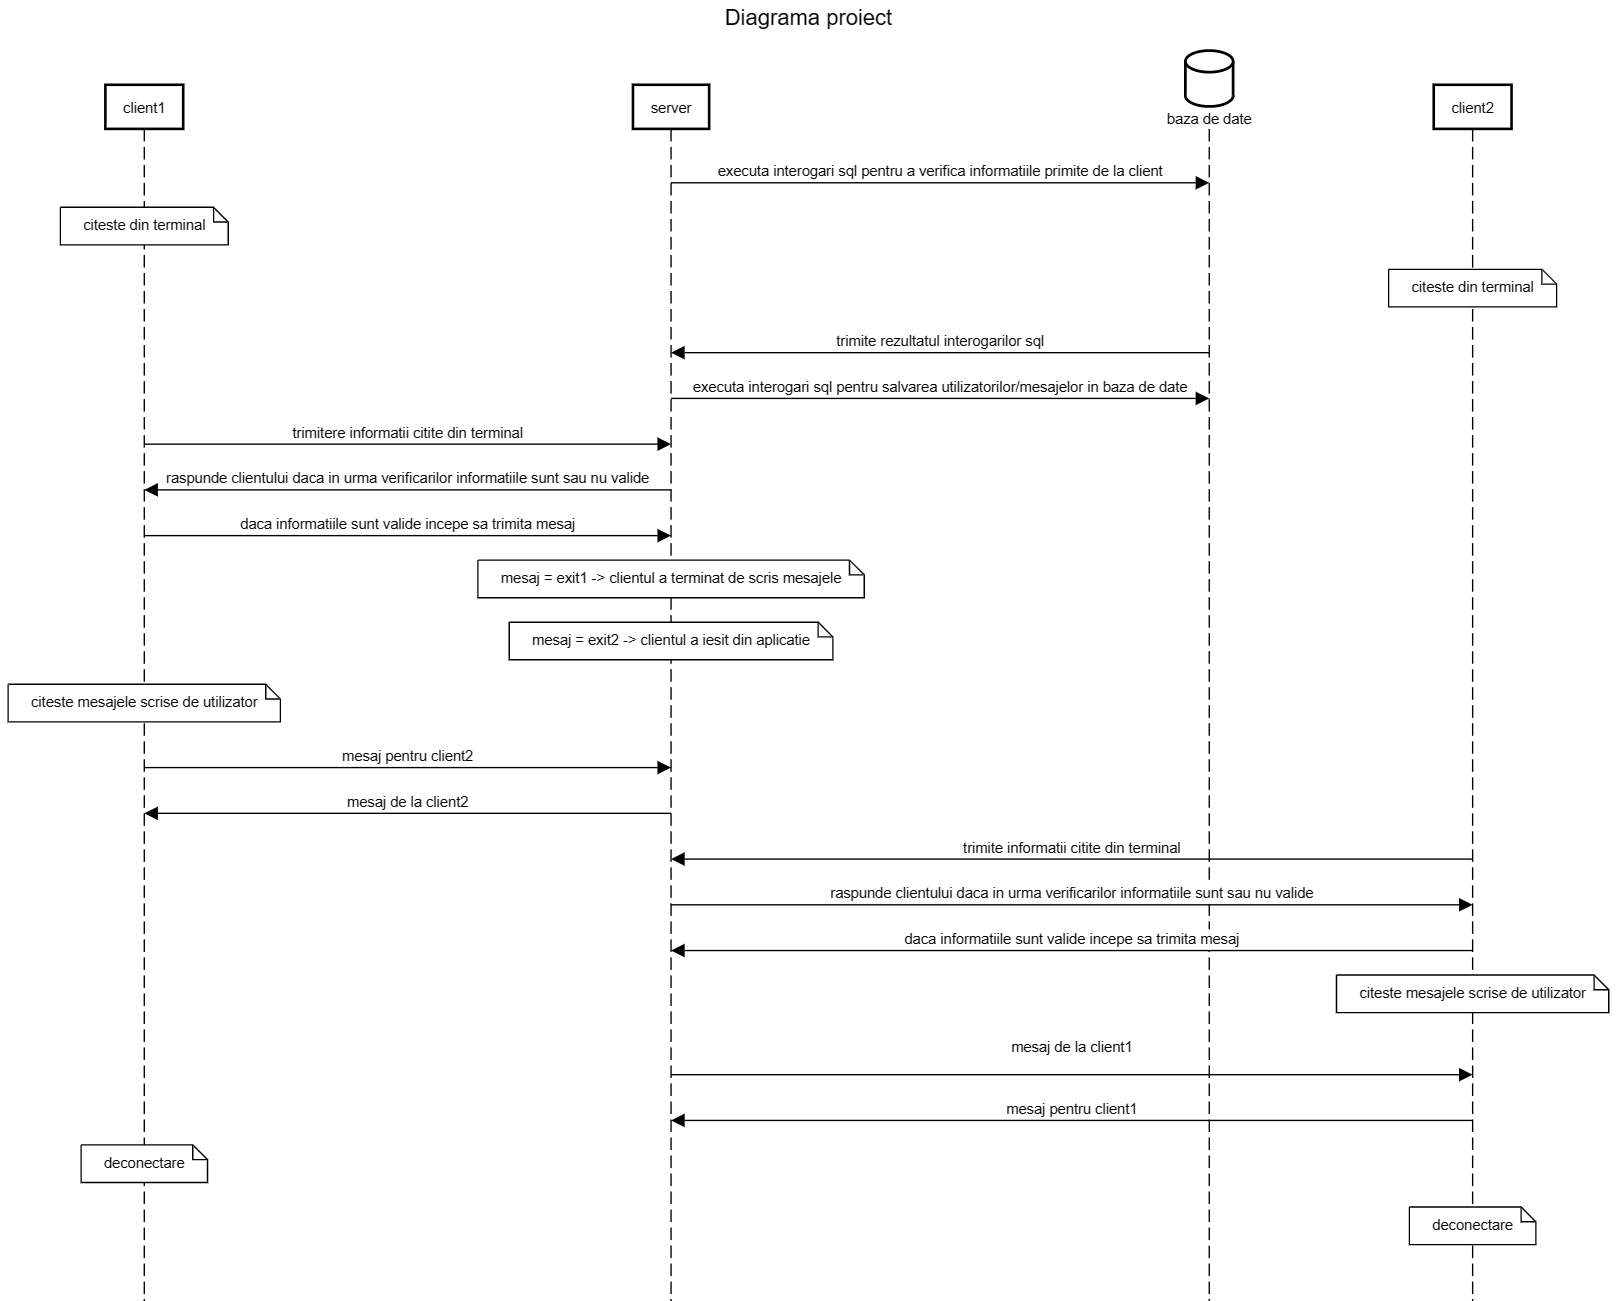 Diagrama proiect
client1
server
baza de date
client2
executa interogari sql pentru a verifica informatiile primite de la client
citeste din terminal
citeste din terminal
trimite rezultatul interogarilor sql
executa interogari sql pentru salvarea utilizatorilor/mesajelor in baza de date
trimitere informatii citite din terminal
raspunde clientului daca in urma verificarilor informatiile sunt sau nu valide
daca informatiile sunt valide incepe sa trimita mesaj
mesaj = exit1 -> clientul a terminat de scris mesajele
mesaj = exit2 -> clientul a iesit din aplicatie
citeste mesajele scrise de utilizator
mesaj pentru client2
mesaj de la client2
trimite informatii citite din terminal
raspunde clientului daca in urma verificarilor informatiile sunt sau nu valide
daca informatiile sunt valide incepe sa trimita mesaj
citeste mesajele scrise de utilizator
mesaj de la client1
mesaj pentru client1
deconectare
deconectare